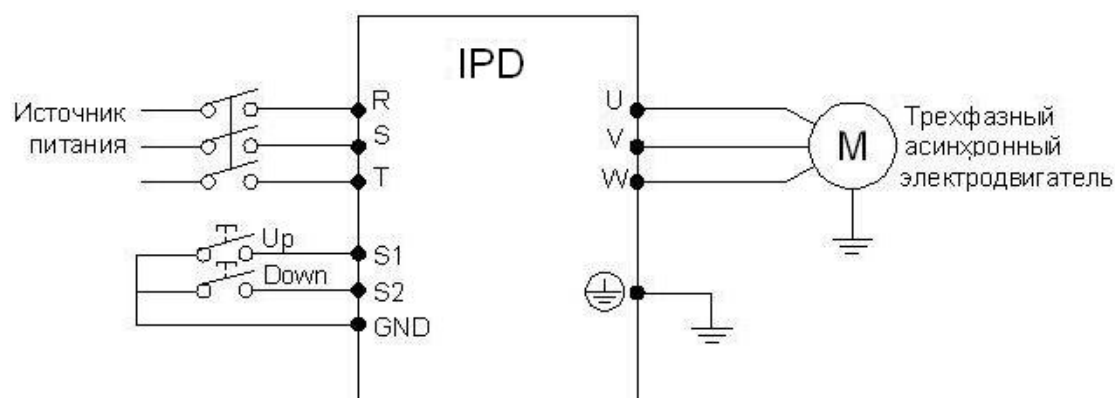 IPD
Источник
питания
R
S
T
Up
S1
Down
S2
GND
U
V
W
M
Трехфазный
асинхронный
электродвигатель